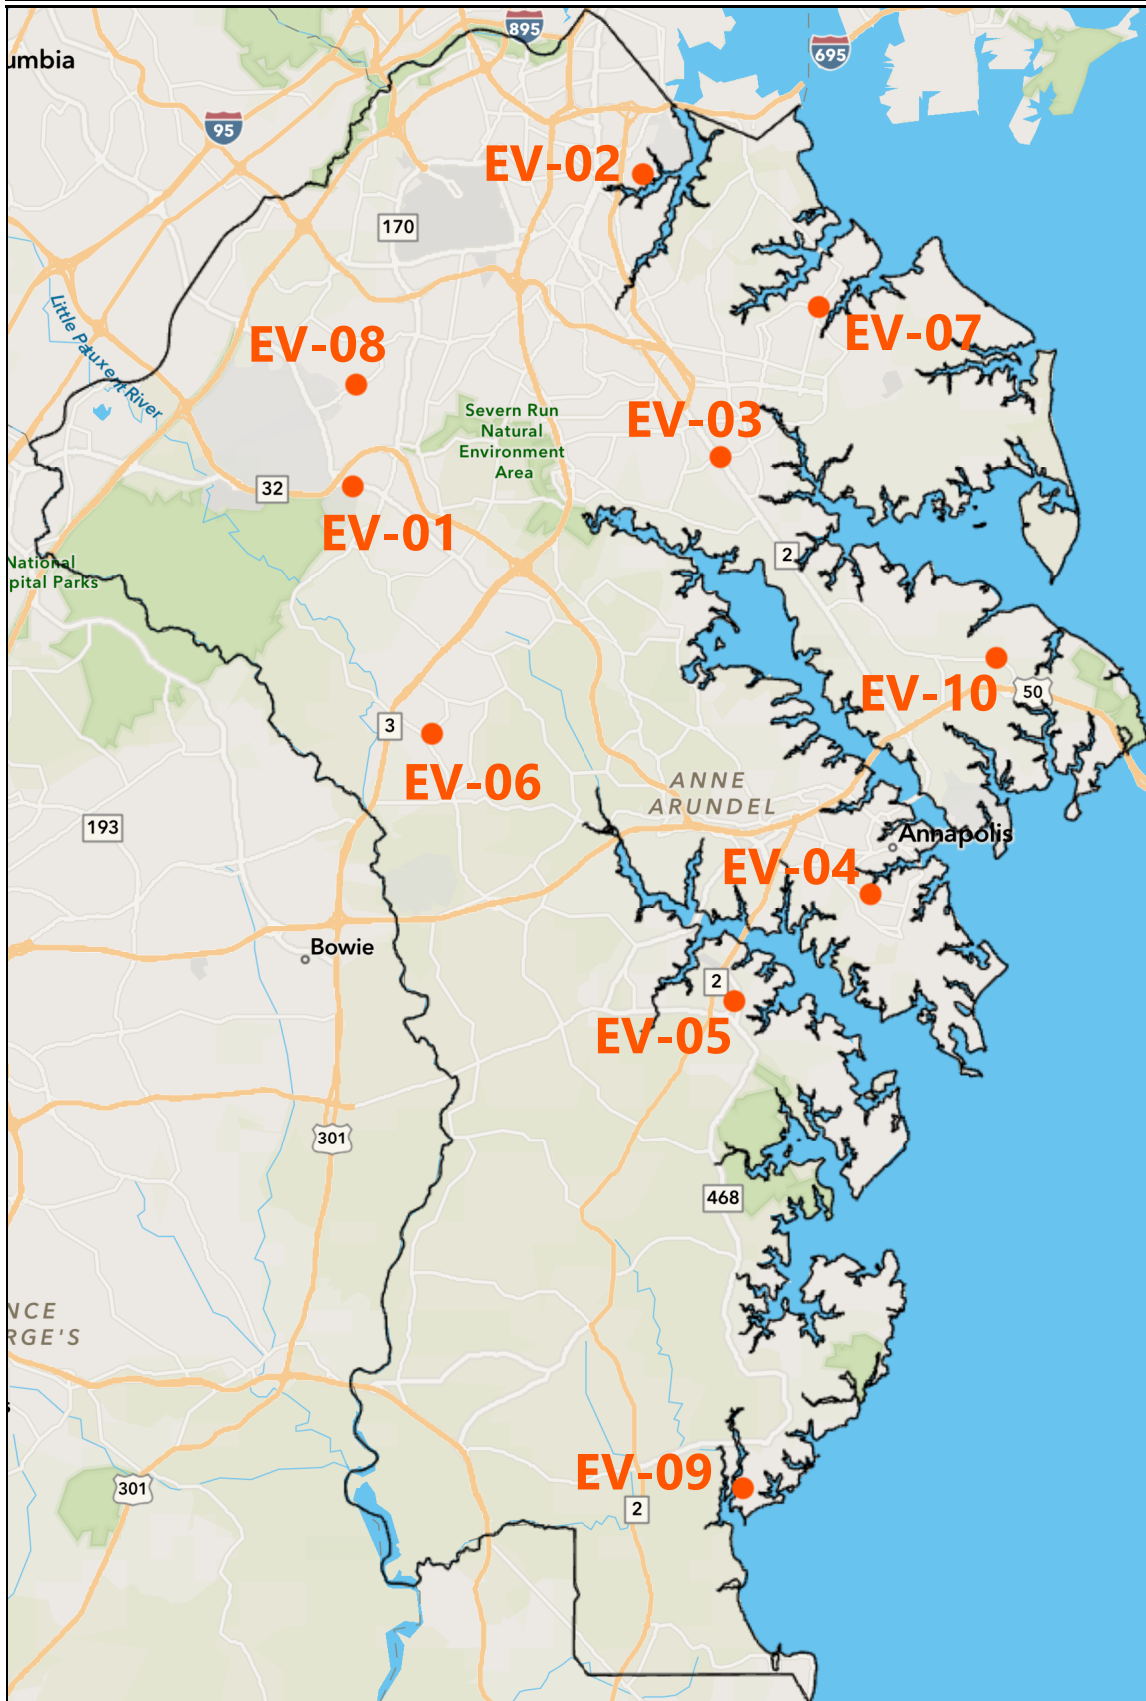 895
695
umbia
95
EV-02
170
Little Pauxent River
EV-07
EV-08
Severn Run
Natural
Environment
Area
EV-03
32
EV-01
2
National
pital Parks
EV-10
50
3
EV-06
ANNE
ARUNDEL
193
Annapolis
EV-04
Bowie
2
EV-05
301
468
NCE
RGE'S
s
EV-09
301
2